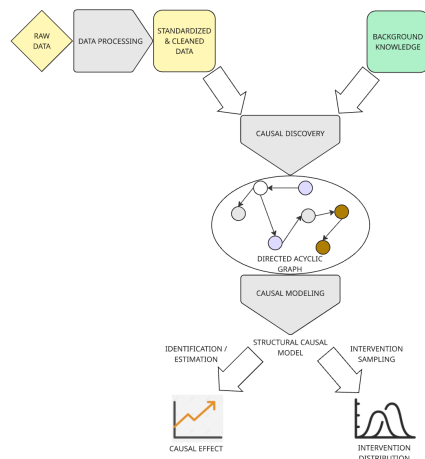 RAW
DATA
DATA PROCESSING
STANDARDIZED
& CLEANED
DATA
BACKGROUND
KNOWLEDGE
CAUSAL DISCOVERY
DIRECTED ACYCLIC
GRAPH
CAUSAL MODELING
STRUCTURAL CAUSAL
MODEL
IDENTIFICATION /
ESTIMATION
INTERVENTION
SAMPLING
CAUSAL EFFECT
INTERVENTION
DISTRIBUTION